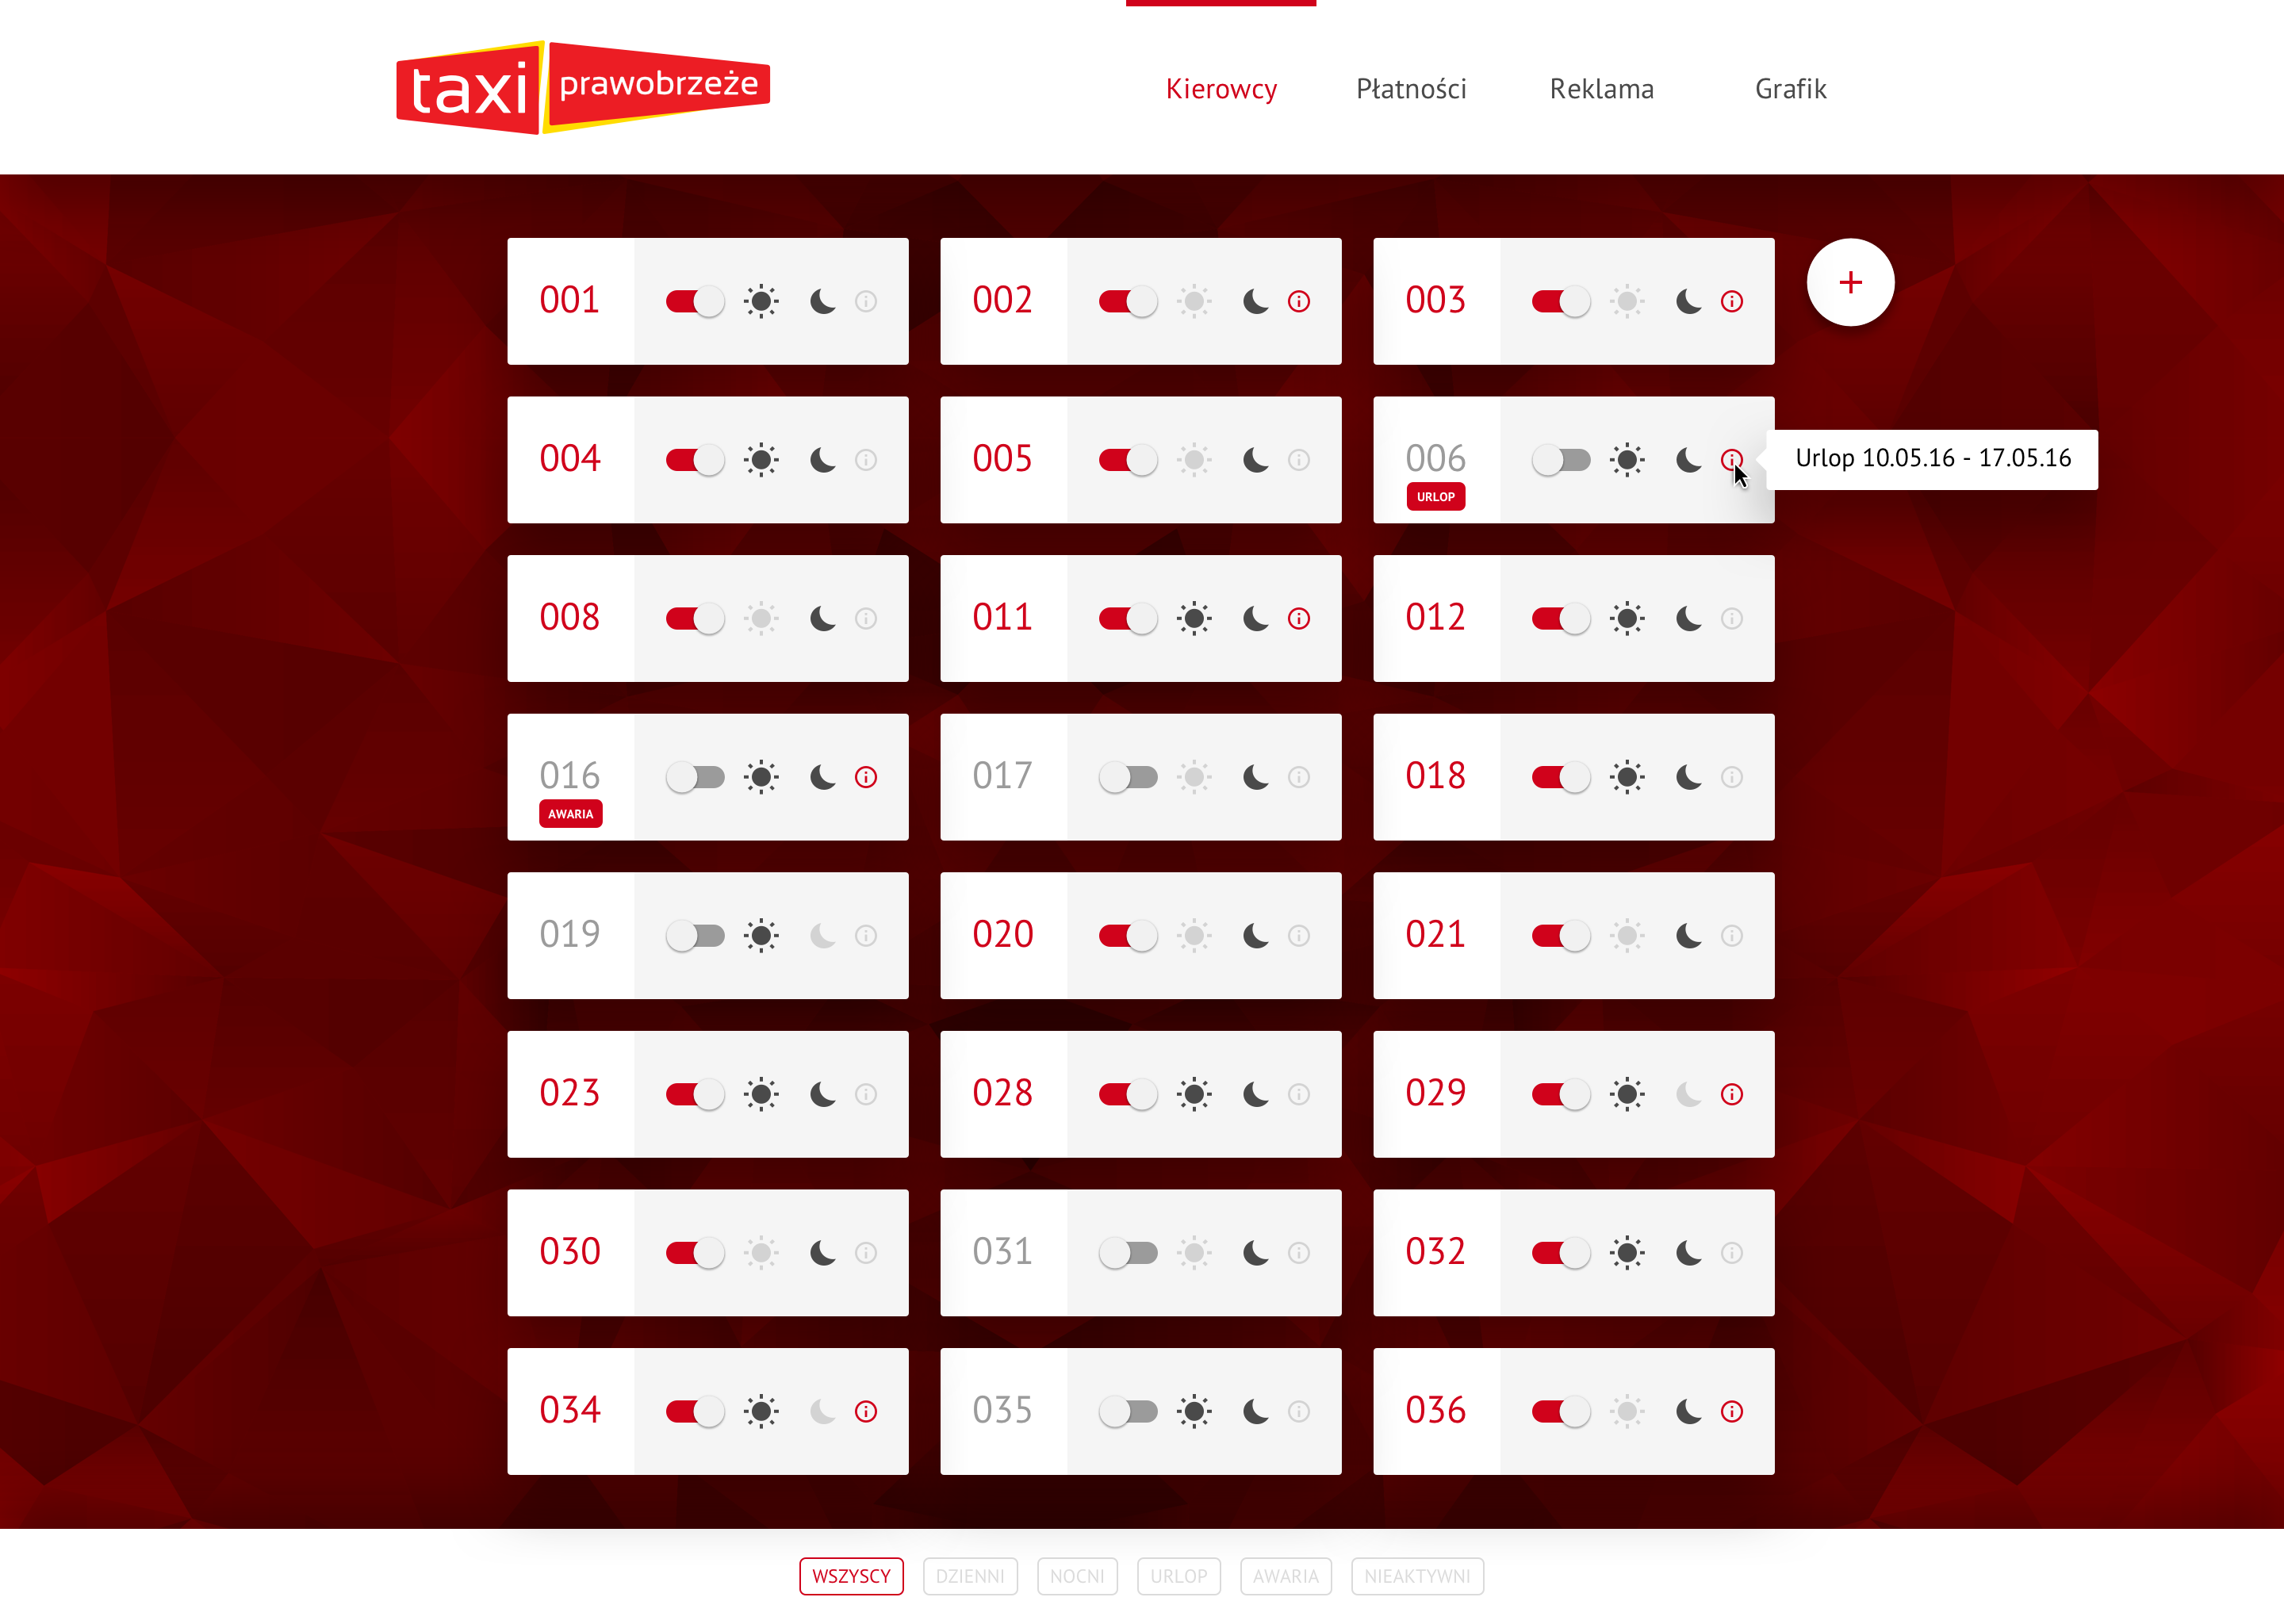 taxi prawobrzeże
Kierowcy Płatności Reklama Grafik
001 002 003
+
004 005 006
URLOP
Urlop 10.05.16 - 17.05.16
008 011 012
016 017 018
AWARIA
019 020 021
023 028 029
030 031 032
034 035 036
WSZYSCY DZIENNI NOCNI URLOP AWARIA NIEAKTYWNI